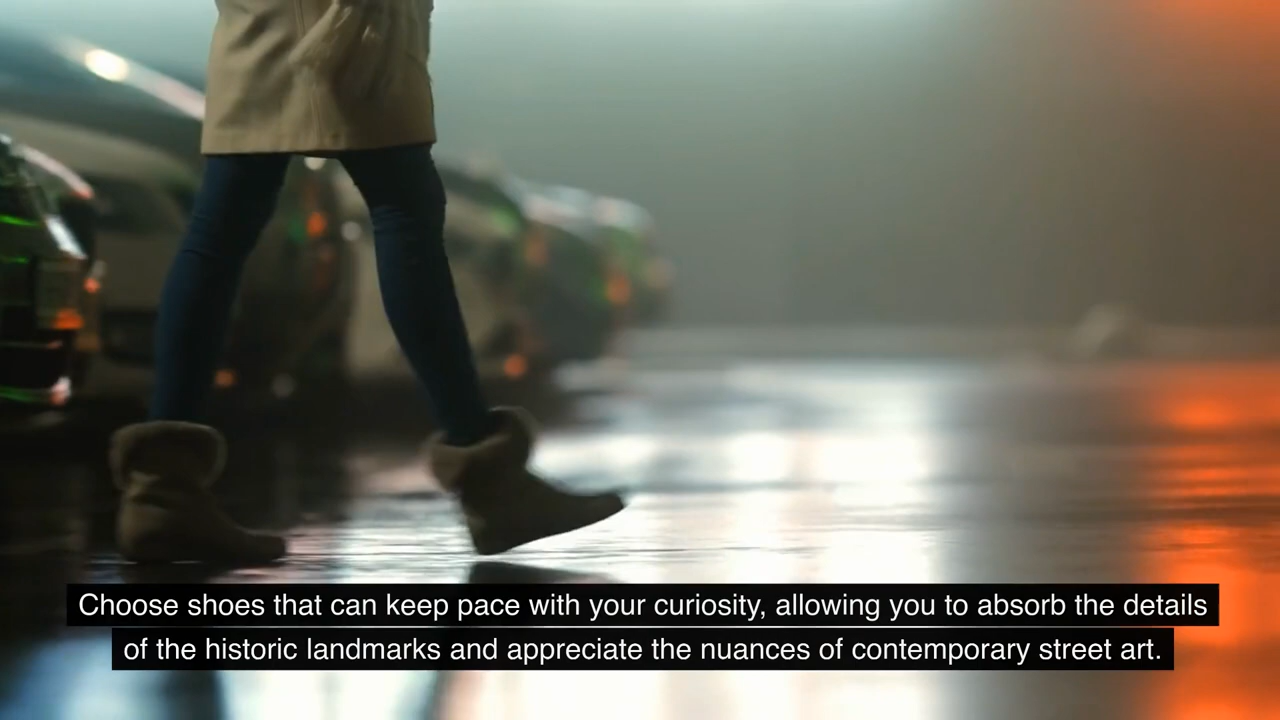 Choose shoes that can keep pace with your curiosity, allowing you to absorb the details
of the historic landmarks and appreciate the nuances of contemporary street art.